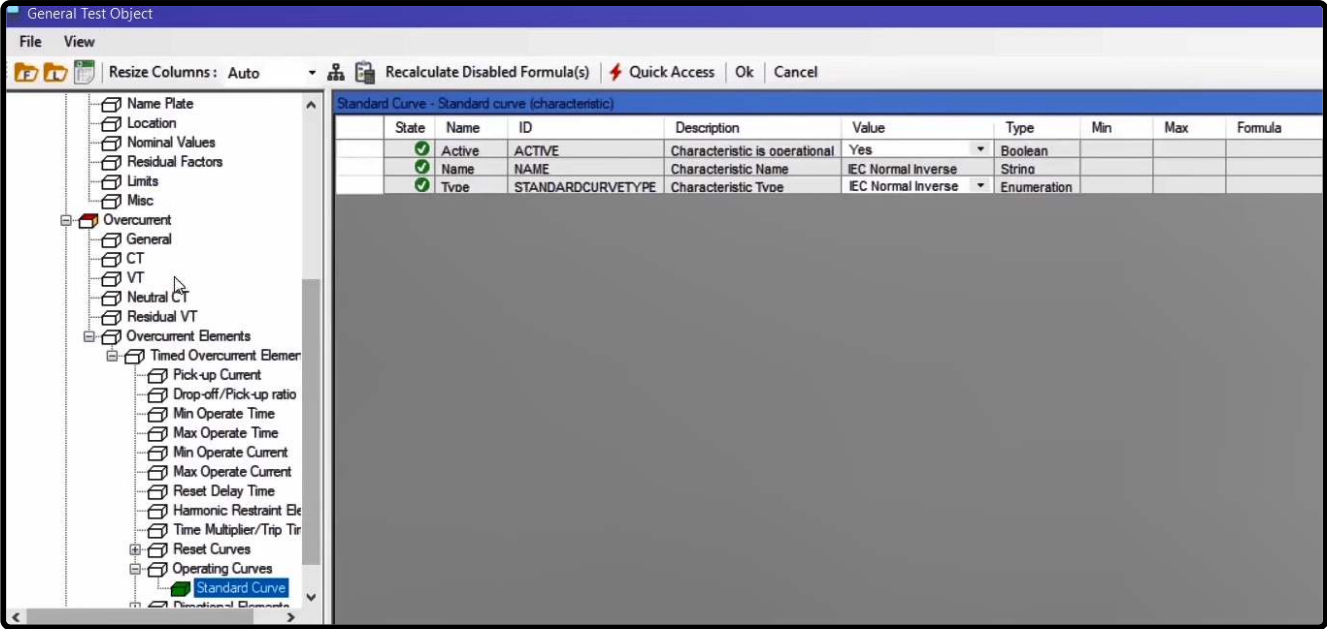 General Test Object
File View
F L Resize Columns : Auto Recalculate Disabled Formula(s) Quick Access Ok Cancel
Name Plate
Location
Nominal Values
Residual Factors
Limits
Misc
Overcurrent
General
CT
VT
Neutral CT
Residual VT
Overcurrent Elements
Timed Overcurrent Elemer
Pick-up Current
Drop-off/Pick-up ratio
Min Operate Time
Max Operate Time
Min Operate Current
Max Operate Current
Reset Delay Time
Harmonic Restraint Ele
Time Multiplier/Trip Tir
Reset Curves
Operating Curves
Standard Curve
Directional Elements
Standard Curve - Standard curve (characteristic)
State Name ID Description Value Type Min Max Formula
Active ACTIVE Characteristic is operational Yes Boolean
Name NAME Characteristic Name IEC Normal Inverse String
Type STANDARDCURVETYPE Characteristic Type IEC Normal Inverse Enumeration